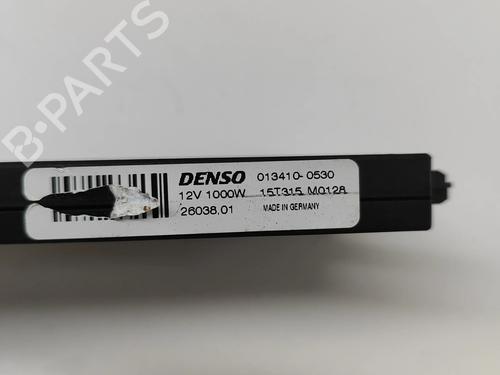 B-PARTS
DENSO 013410-0530
12V 1000W 15T315 M0128
26038.01 MADE IN GERMANY